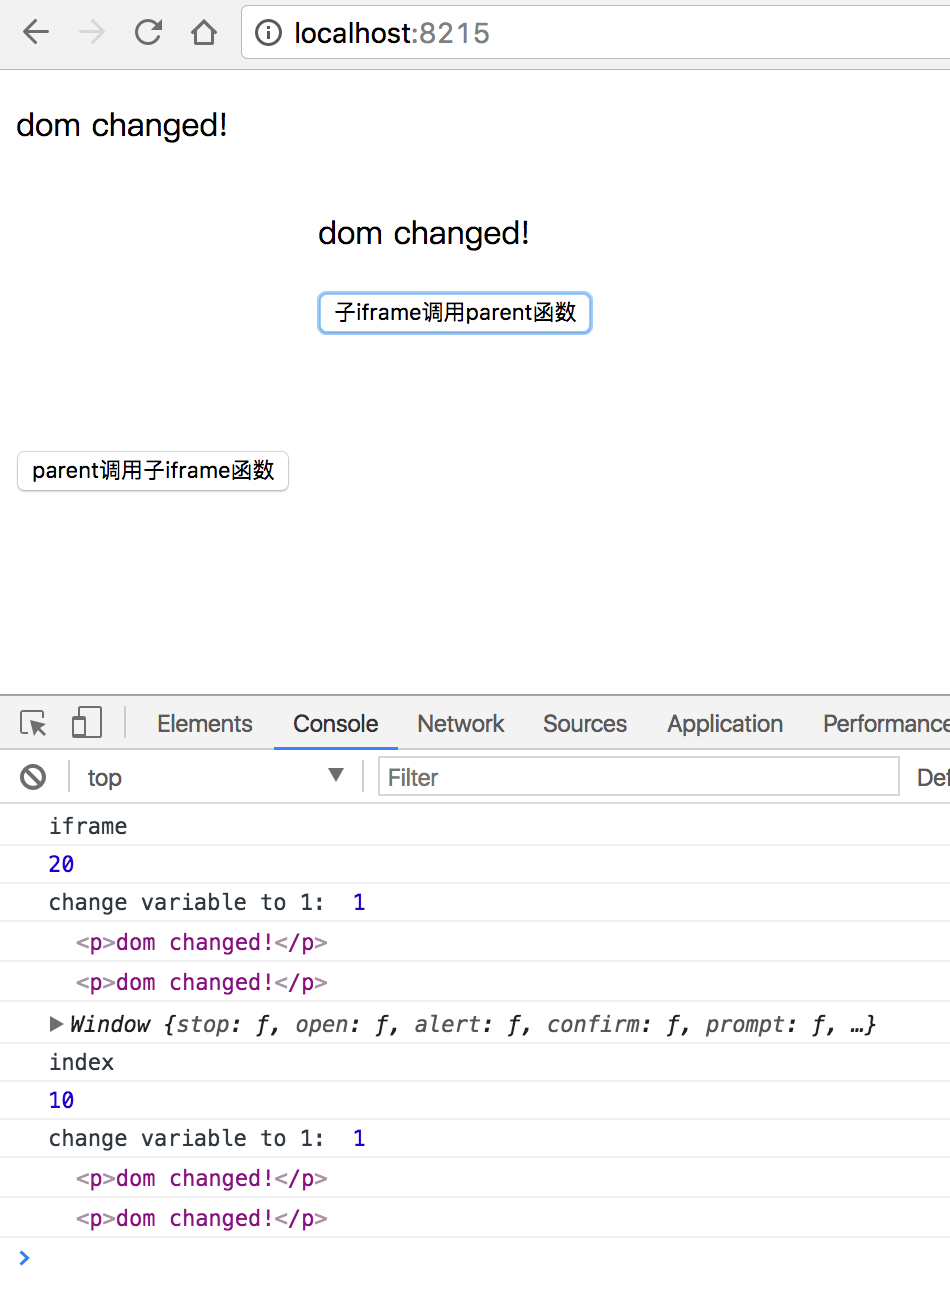 localhost:8215
dom changed!
dom changed!
子iframe调用parent函数
parent调用子iframe函数
Elements Console Network Sources Application Performance
top Filter Def
iframe
20
change variable to 1: 1
<p>dom changed!</p>
<p>dom changed!</p>
▶Window {stop: ƒ, open: ƒ, alert: ƒ, confirm: ƒ, prompt: ƒ, …}
index
10
change variable to 1: 1
<p>dom changed!</p>
<p>dom changed!</p>